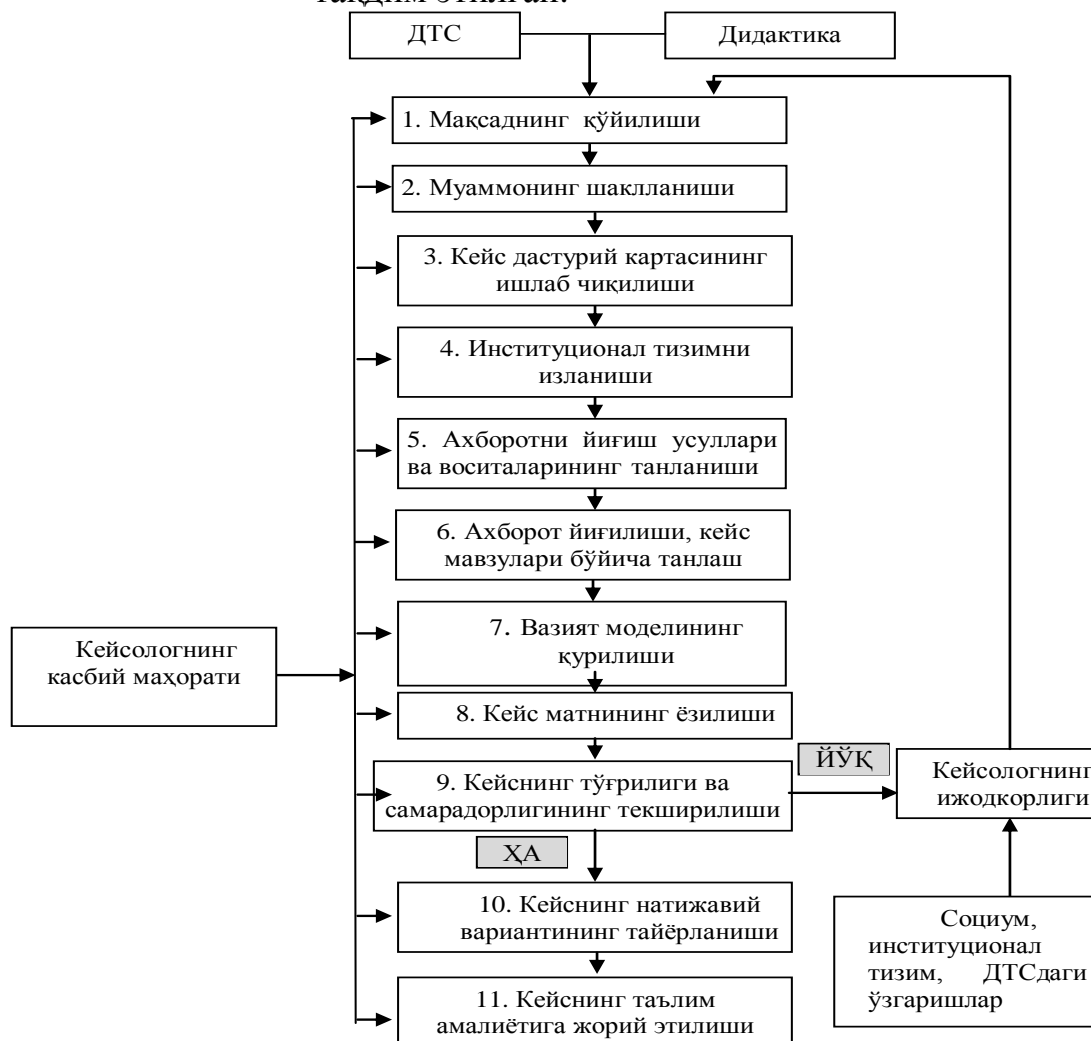 тақдим этилган.
ДТС
Дидактика
1. Мақсаднинг қўйилиши
2. Муаммонинг шаклланиши
3. Кейс дастурий картасининг
ишлаб чиқилиши
4. Институционал тизимни
изланиши
5. Ахборотни йиғиш усуллари
ва воситаларининг танланиши
6. Ахборот йиғилиши, кейс
мавзулари бўйича танлаш
7. Вазият моделининг
қурилиши
Кейсологнинг
касбий маҳорати
8. Кейс матнининг ёзилиши
9. Кейснинг тўғрилиги ва
самарадорлигининг текширилиши
ЙЎҚ
Кейсологнинг
ижодкорлиги
ҲА
10. Кейснинг натижавий
вариантининг тайёрланиши
Социум,
институционал
тизим, ДТСдаги
ўзгаришлар
11. Кейснинг таълим
амалиётига жорий этилиши